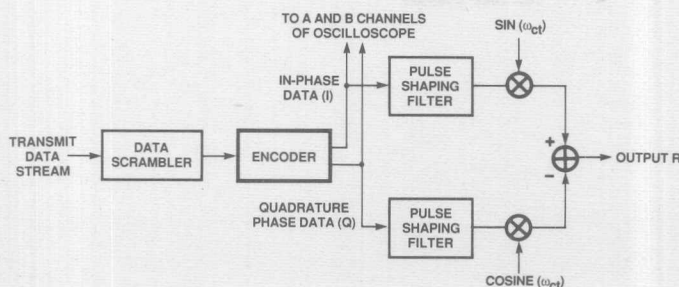 TO A AND B CHANNELS
OF OSCILLOSCOPE
SIN (ωct)
IN-PHASE
DATA (I)
PULSE
SHAPING
FILTER
TRANSMIT
DATA
STREAM
DATA
SCRAMBLER
ENCODER
+
-
OUTPUT R
QUADRATURE
PHASE DATA (Q)
PULSE
SHAPING
FILTER
COSINE (ωct)